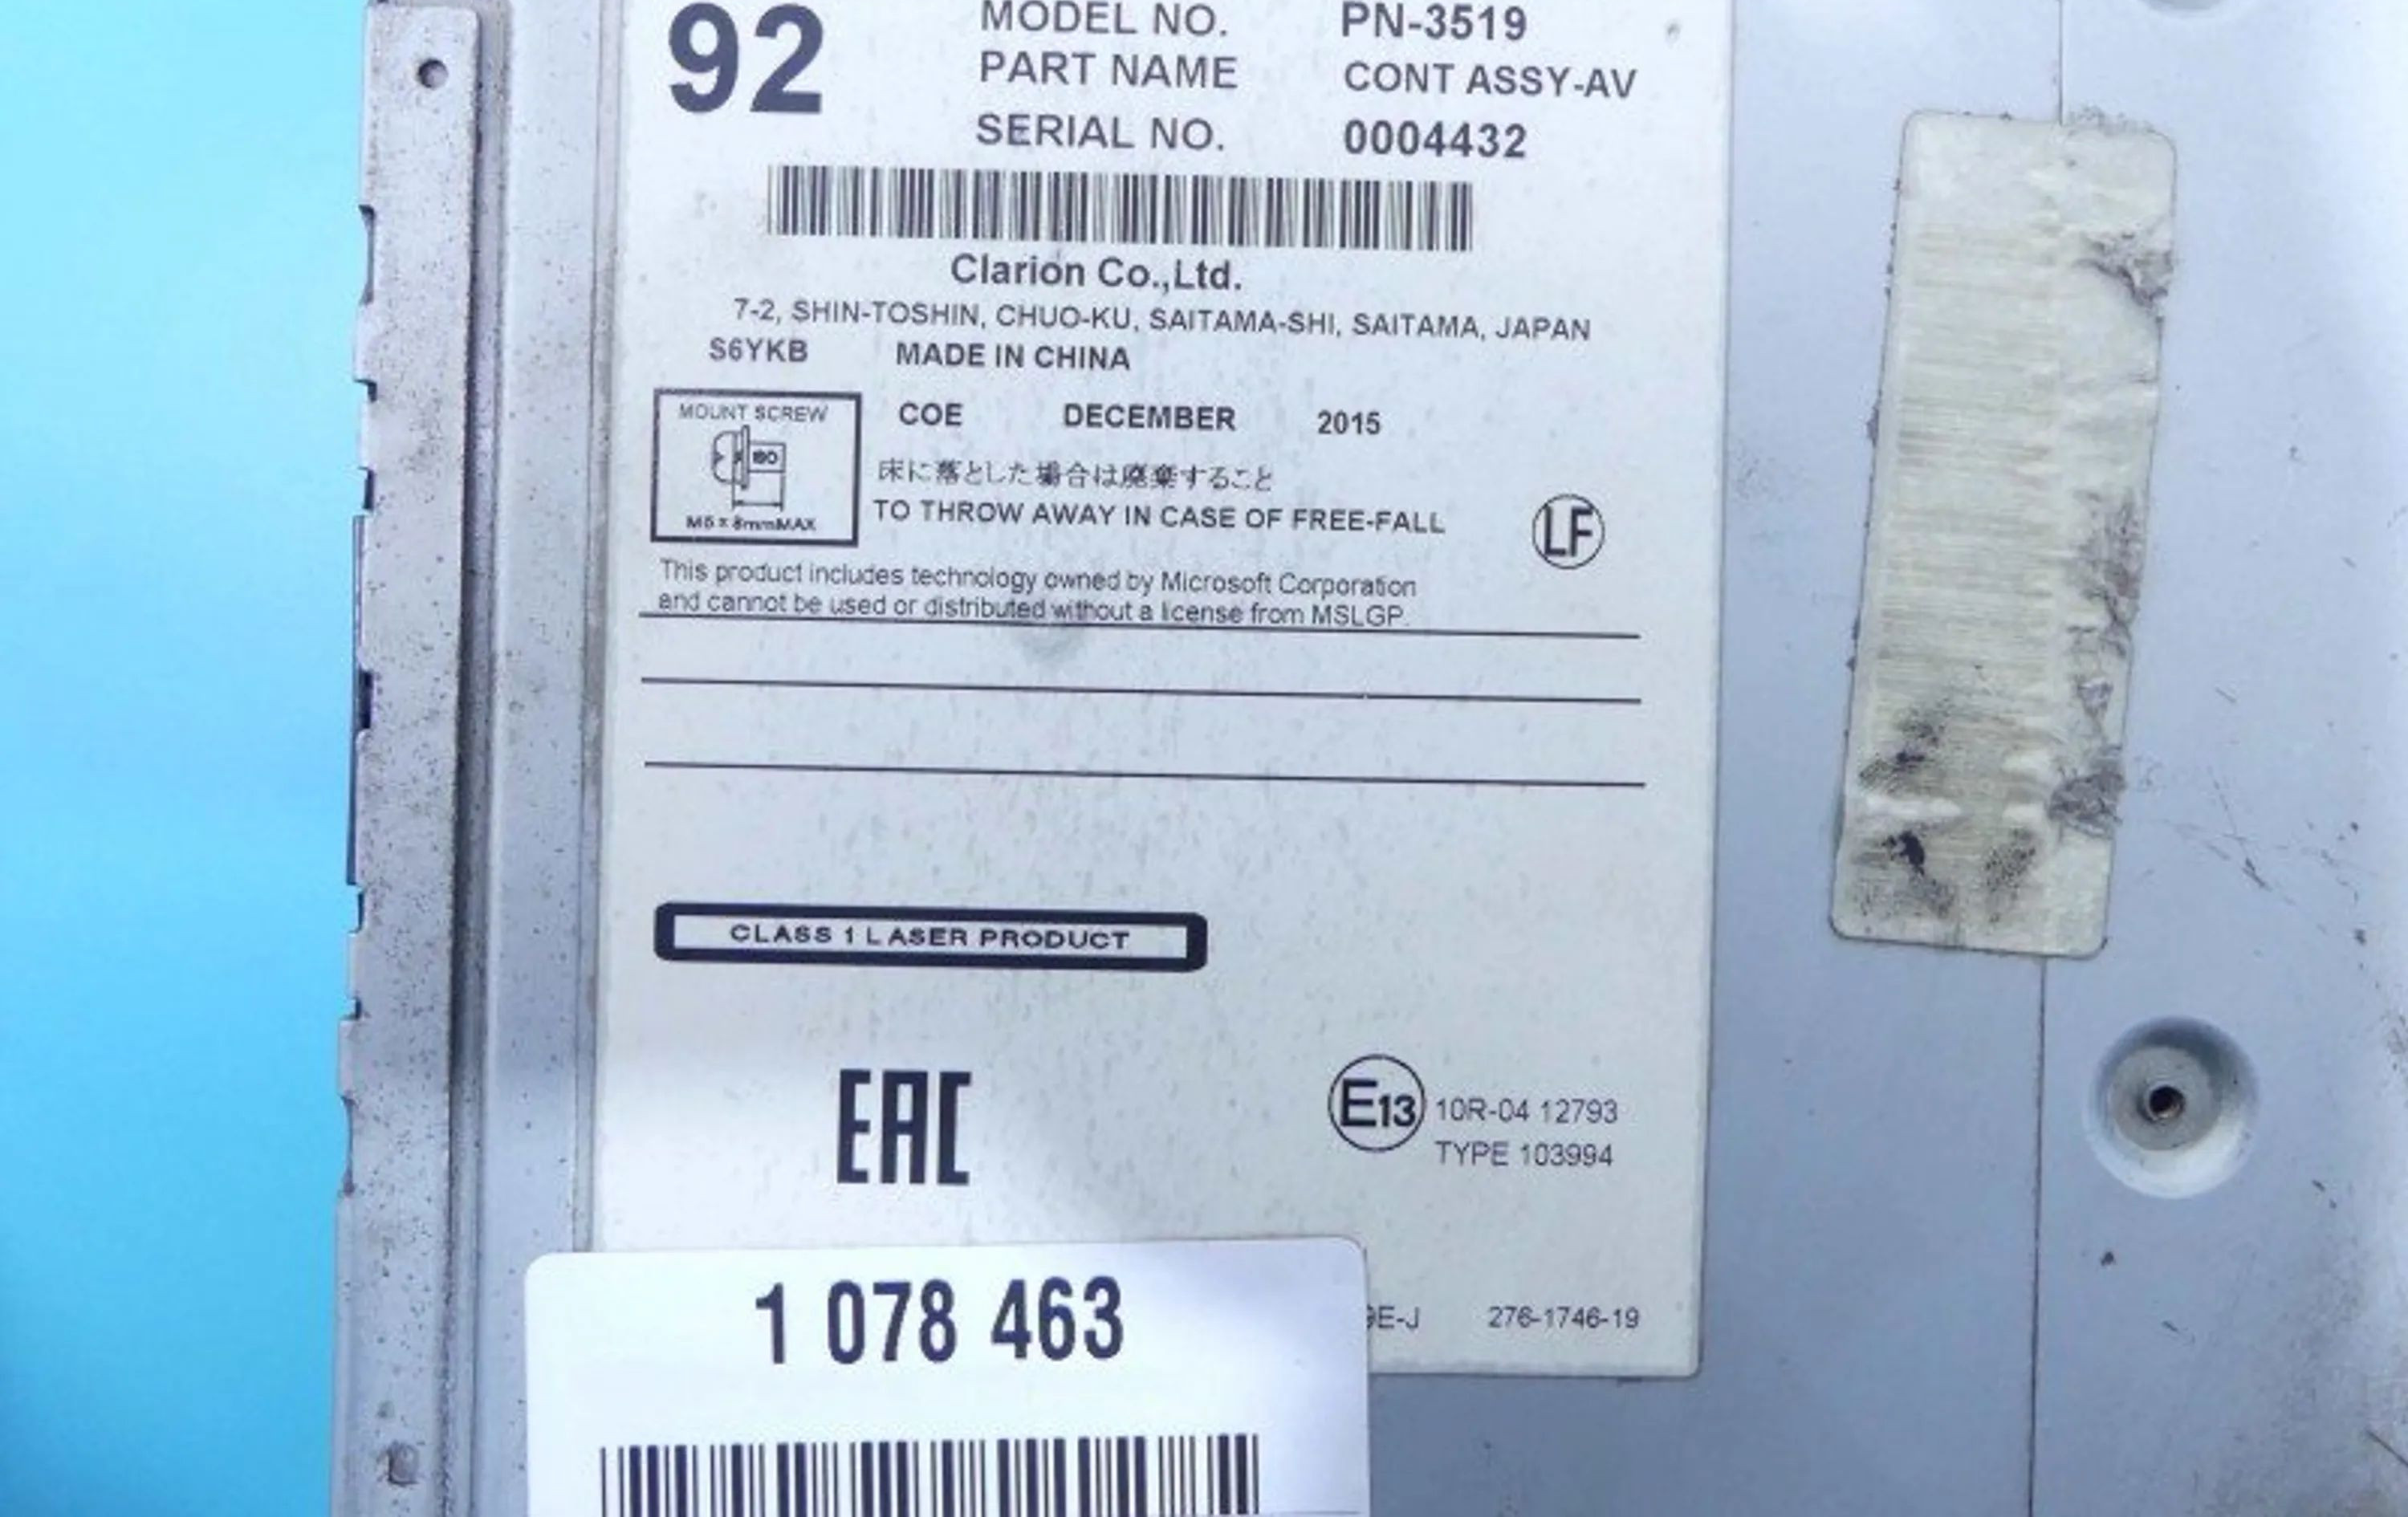 92
MODEL NO. PN-3519
PART NAME CONT ASSY-AV
SERIAL NO. 0004432
Clarion Co.,Ltd.
7-2, SHIN-TOSHIN, CHUO-KU, SAITAMA-SHI, SAITAMA, JAPAN
S6YKB MADE IN CHINA
MOUNT SCREW
ISO
M5 x 8mmMAX
COE DECEMBER 2015
床に落とした場合は廃棄すること
TO THROW AWAY IN CASE OF FREE-FALL
LF
This product includes technology owned by Microsoft Corporation
and cannot be used or distributed without a license from MSLGP.
CLASS 1 LASER PRODUCT
EAC
E13 10R-04 12793
TYPE 103994
9E-J 276-1746-19
1 078 463